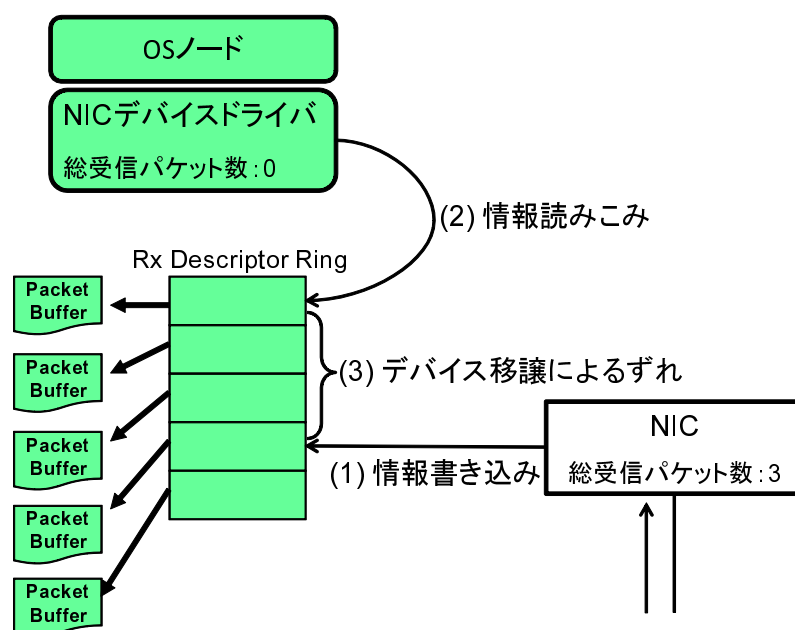 OSノード
NICデバイスドライバ
総受信パケット数:0
(2) 情報読みこみ
Rx Descriptor Ring
Packet
Buffer
Packet
Buffer
(3) デバイス移譲によるずれ
NIC
Packet
Buffer
(1) 情報書き込み
総受信パケット数:3
Packet
Buffer
Packet
Buffer